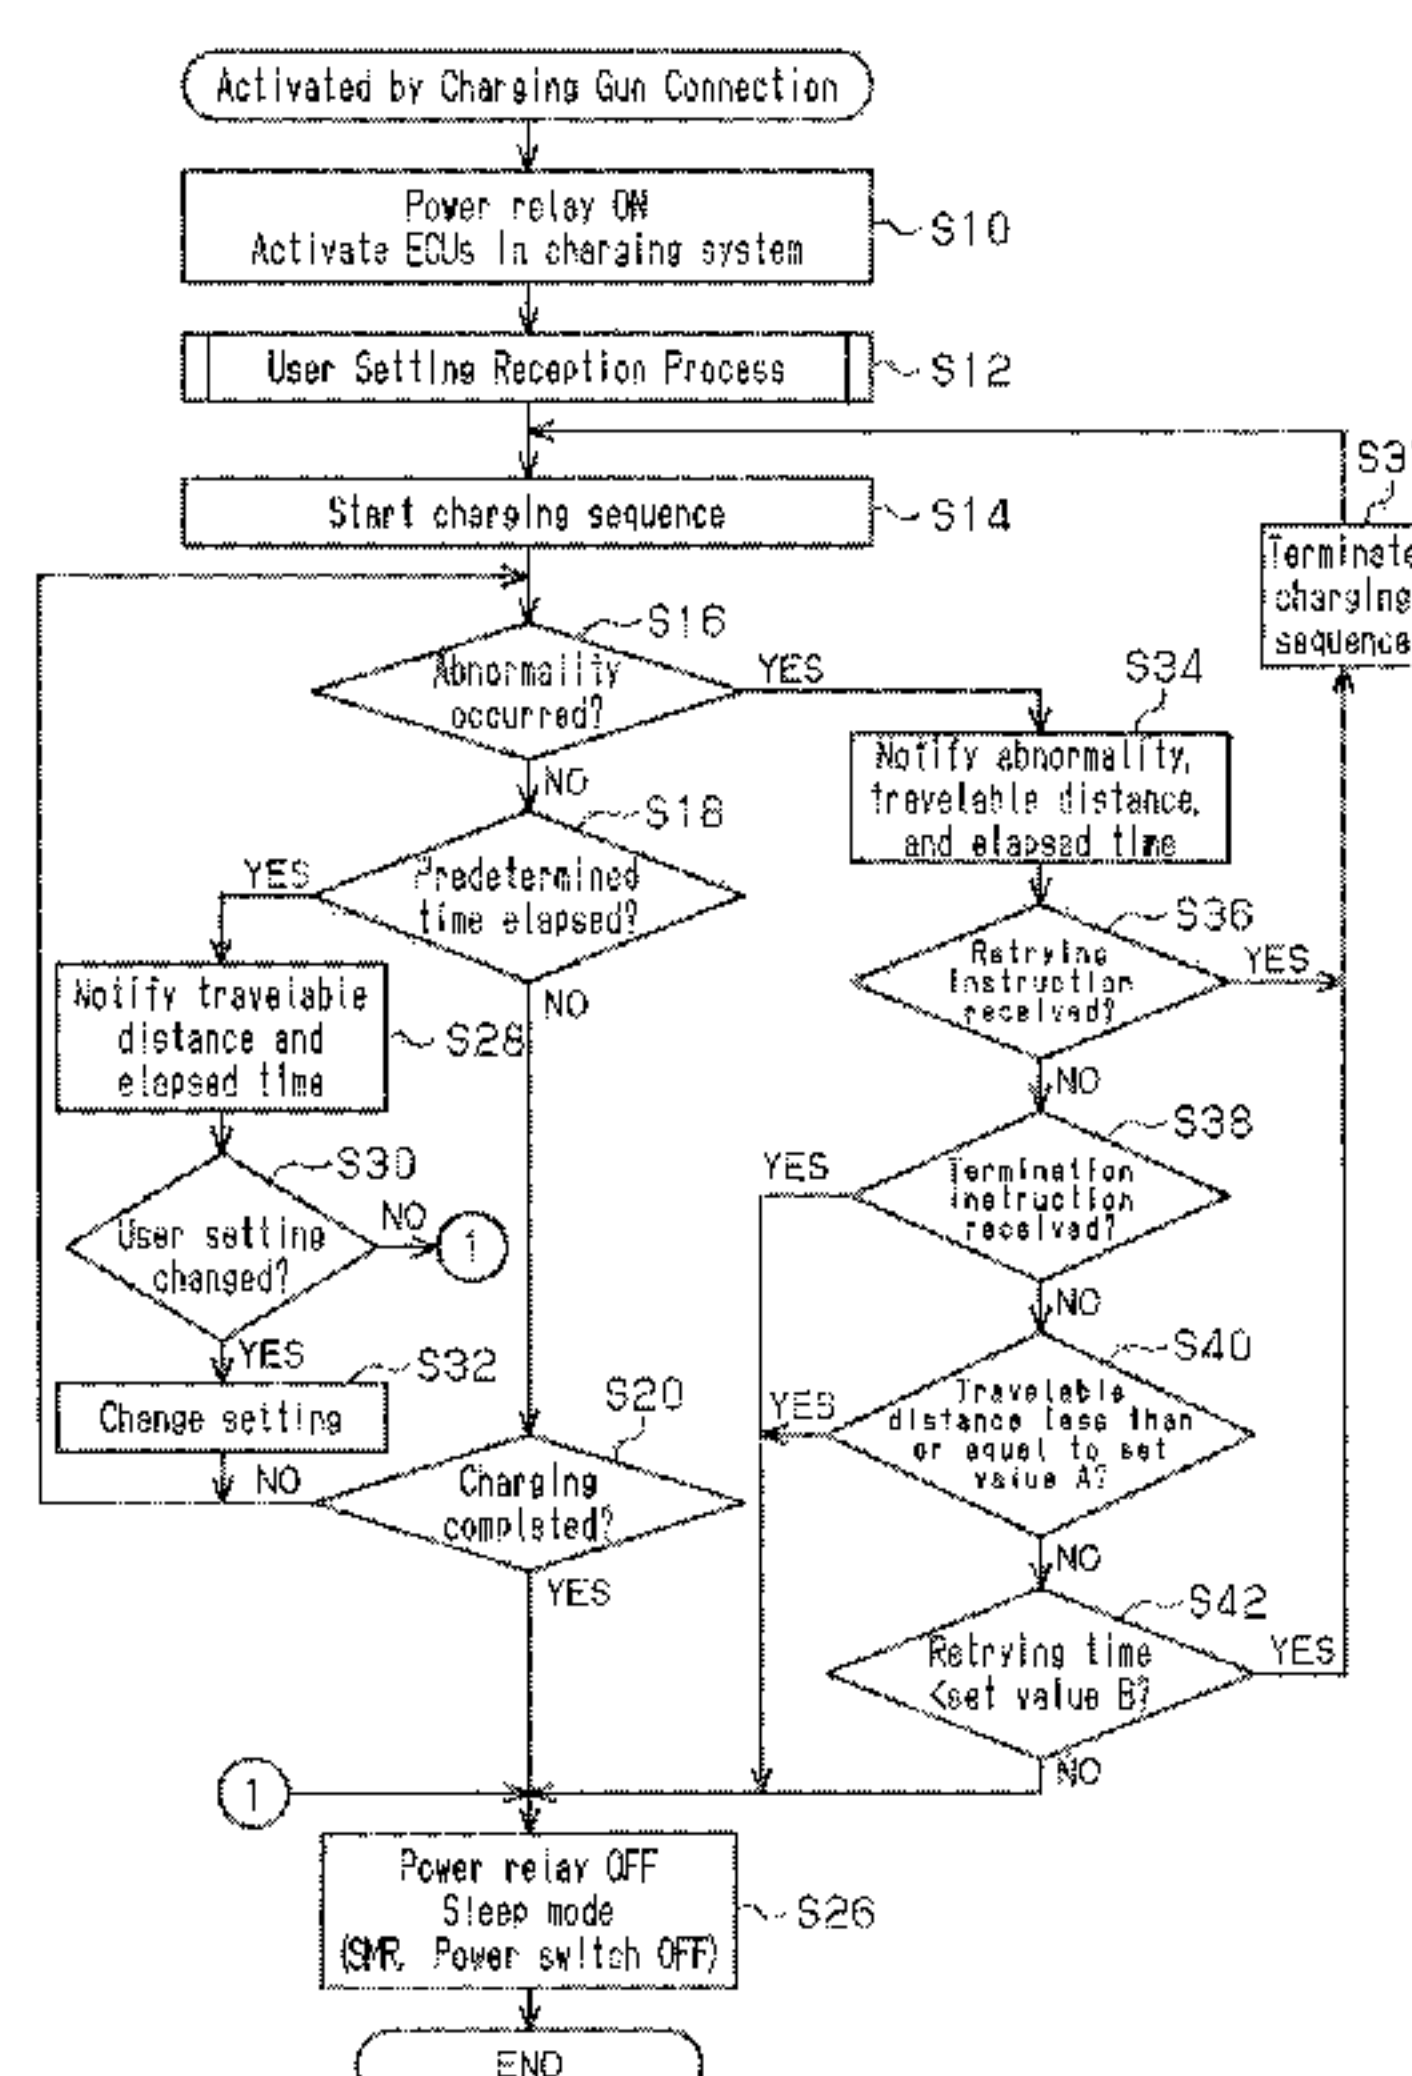 Activated by Charging Gun Connection
Power relay ON
Activate ECUs in charging system
S10
User Setting Reception Process
S12
Start charging sequence
S14
Terminate
charging
sequence
Abnormality
occurred?
S16
YES
NO
S34
Notify abnormality,
travelable distance,
and elapsed time
Predetermined
time elapsed?
S18
YES
NO
Retrying
instruction
received?
S36
YES
NO
Notify travelable
distance and
elapsed time
S28
Termination
instruction
received?
S38
YES
NO
User setting
changed?
S30
NO
1
YES
Change setting
S32
Travelable
distance less than
or equal to set
value A?
S40
YES
NO
Charging
completed?
S20
NO
YES
Retrying time
<set value B?
S42
YES
NO
1
Power relay OFF
Sleep mode
(SMR, Power switch OFF)
S26
END